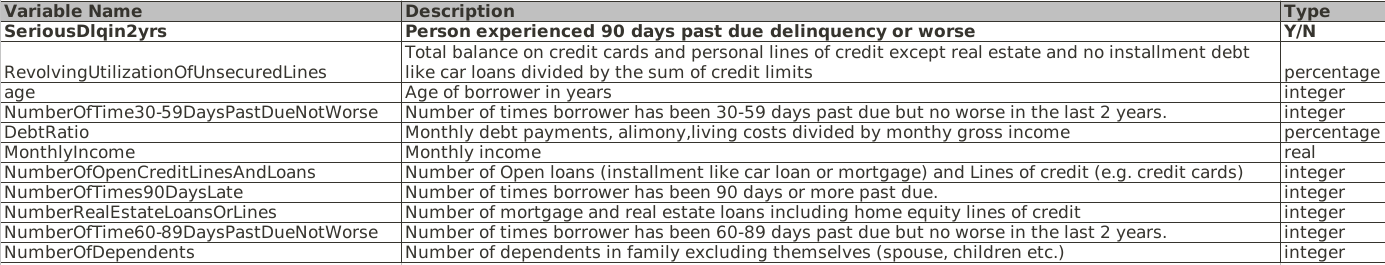 Variable Name Description Type
SeriousDlqin2yrs Person experienced 90 days past due delinquency or worse Y/N
Total balance on credit cards and personal lines of credit except real estate and no installment debt
RevolvingUtilizationOfUnsecuredLines like car loans divided by the sum of credit limits percentage
age Age of borrower in years integer
NumberOfTime30-59DaysPastDueNotWorse Number of times borrower has been 30-59 days past due but no worse in the last 2 years. integer
DebtRatio Monthly debt payments, alimony,living costs divided by monthy gross income percentage
MonthlyIncome Monthly income real
NumberOfOpenCreditLinesAndLoans Number of Open loans (installment like car loan or mortgage) and Lines of credit (e.g. credit cards) integer
NumberOfTimes90DaysLate Number of times borrower has been 90 days or more past due. integer
NumberRealEstateLoansOrLines Number of mortgage and real estate loans including home equity lines of credit integer
NumberOfTime60-89DaysPastDueNotWorse Number of times borrower has been 60-89 days past due but no worse in the last 2 years. integer
NumberOfDependents Number of dependents in family excluding themselves (spouse, children etc.) integer